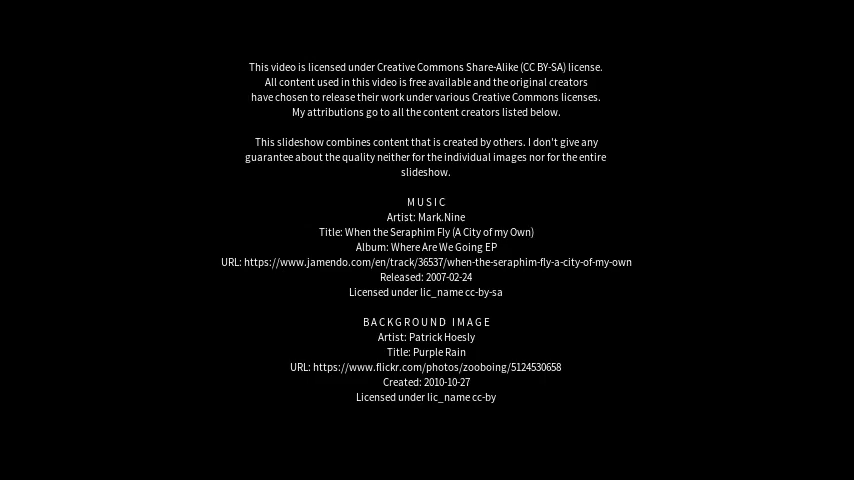 This video is licensed under Creative Commons Share-Alike (CC BY-SA) license.
All content used in this video is free available and the original creators
have chosen to release their work under various Creative Commons licenses.
My attributions go to all the content creators listed below.
This slideshow combines content that is created by others. I don't give any
guarantee about the quality neither for the individual images nor for the entire
slideshow.
M U S I C
Artist: Mark.Nine
Title: When the Seraphim Fly (A City of my Own)
Album: Where Are We Going EP
URL: https://www.jamendo.com/en/track/36537/when-the-seraphim-fly-a-city-of-my-own
Released: 2007-02-24
Licensed under lic_name cc-by-sa
B A C K G R O U N D   I M A G E
Artist: Patrick Hoesly
Title: Purple Rain
URL: https://www.flickr.com/photos/zooboing/5124530658
Created: 2010-10-27
Licensed under lic_name cc-by